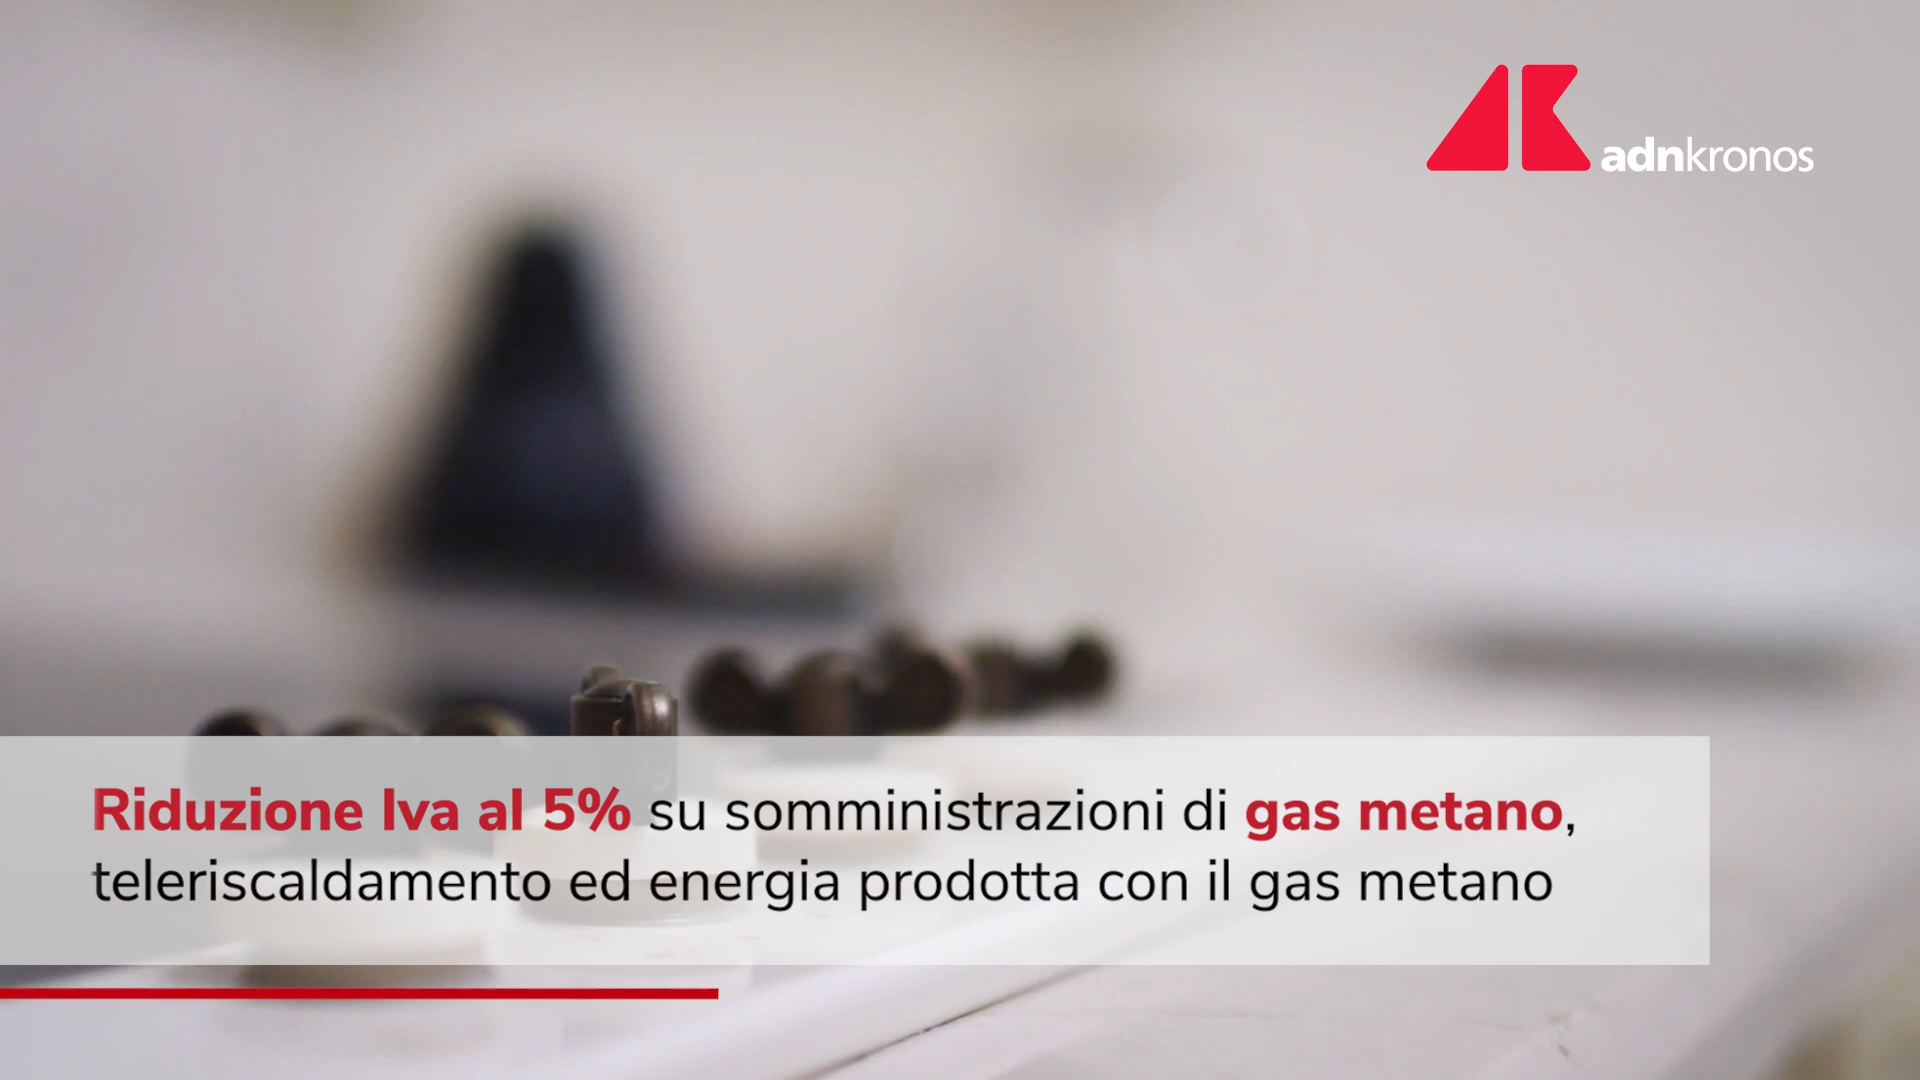 adnkronos
Riduzione Iva al 5% su somministrazioni di gas metano,
teleriscaldamento ed energia prodotta con il gas metano